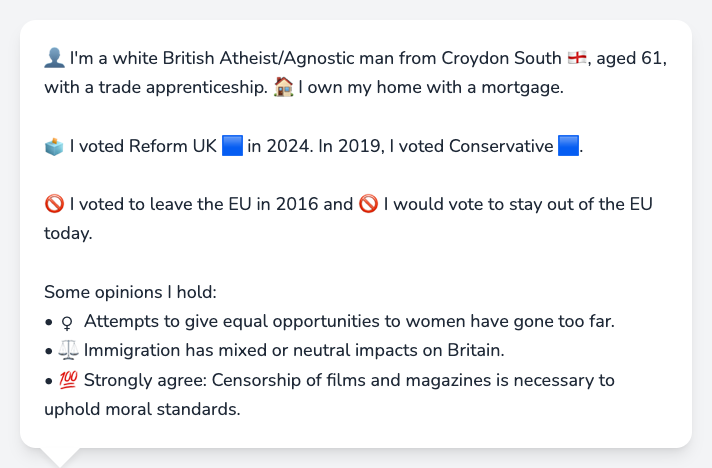 👤 I'm a white British Atheist/Agnostic man from Croydon South 🏴󠁧󠁢󠁥󠁮󠁧󠁿, aged 61,
with a trade apprenticeship. 🏠 I own my home with a mortgage.
🗳️ I voted Reform UK 🟦 in 2024. In 2019, I voted Conservative 🟦.
🚫 I voted to leave the EU in 2016 and 🚫 I would vote to stay out of the EU
today.
Some opinions I hold:
• ♀ Attempts to give equal opportunities to women have gone too far.
• ⚖️ Immigration has mixed or neutral impacts on Britain.
• 💯 Strongly agree: Censorship of films and magazines is necessary to
uphold moral standards.